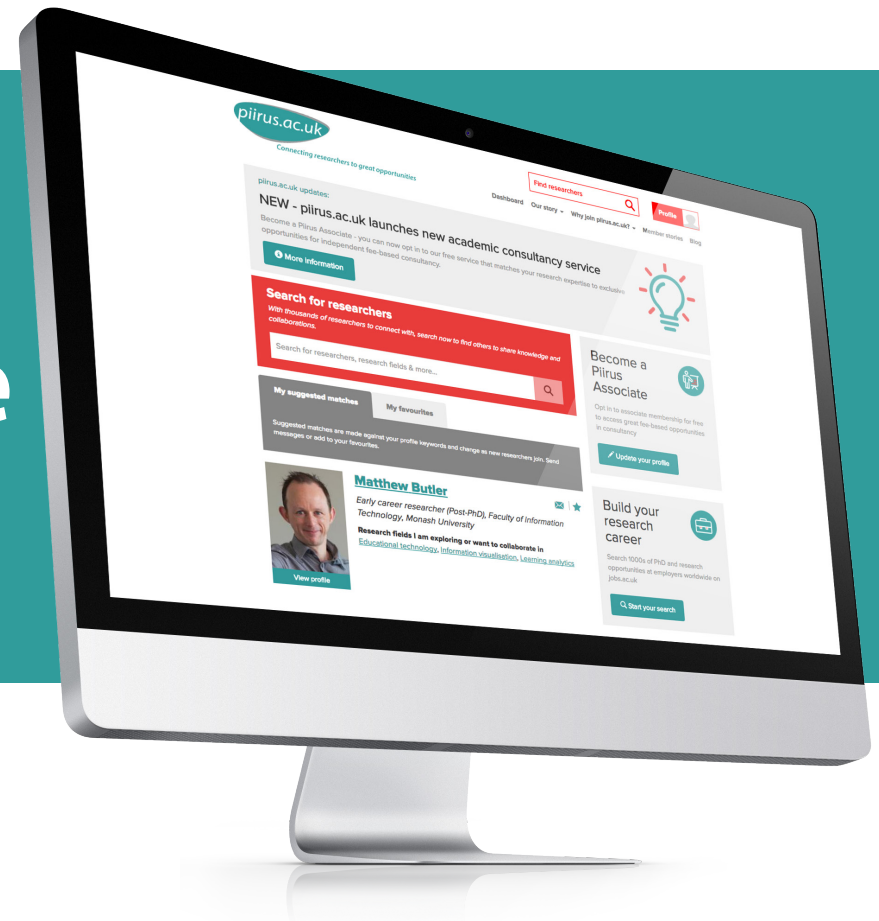 e
piirus.ac.uk
Connecting researchers to great opportunities
Find researchers
Profile
Dashboard Our story Why join piirus.ac.uk? Member stories Blog
piirus.ac.uk updates:
NEW - piirus.ac.uk launches new academic consultancy service
Become a Piirus Associate - you can now opt in to our free service that matches your research expertise to exclusive
opportunities for independent fee-based consultancy.
More information
Search for researchers
With thousands of researchers to connect with, search now to find others to share knowledge and
collaborations.
Search for researchers, research fields & more...
My suggested matches
My favourites
Suggested matches are made against your profile keywords and change as new researchers join. Send
messages or add to your favourites.
Matthew Butler
Early career researcher (Post-PhD), Faculty of Information
Technology, Monash University
Research fields I am exploring or want to collaborate in
Educational technology, Information visualisation, Learning analytics
View profile
Become a
Piirus
Associate
Opt in to associate membership for free
to access great fee-based opportunities
in consultancy
Update your profile
Build your
research
career
Search 1000s of PhD and research
opportunities at employers worldwide on
jobs.ac.uk
Start your search